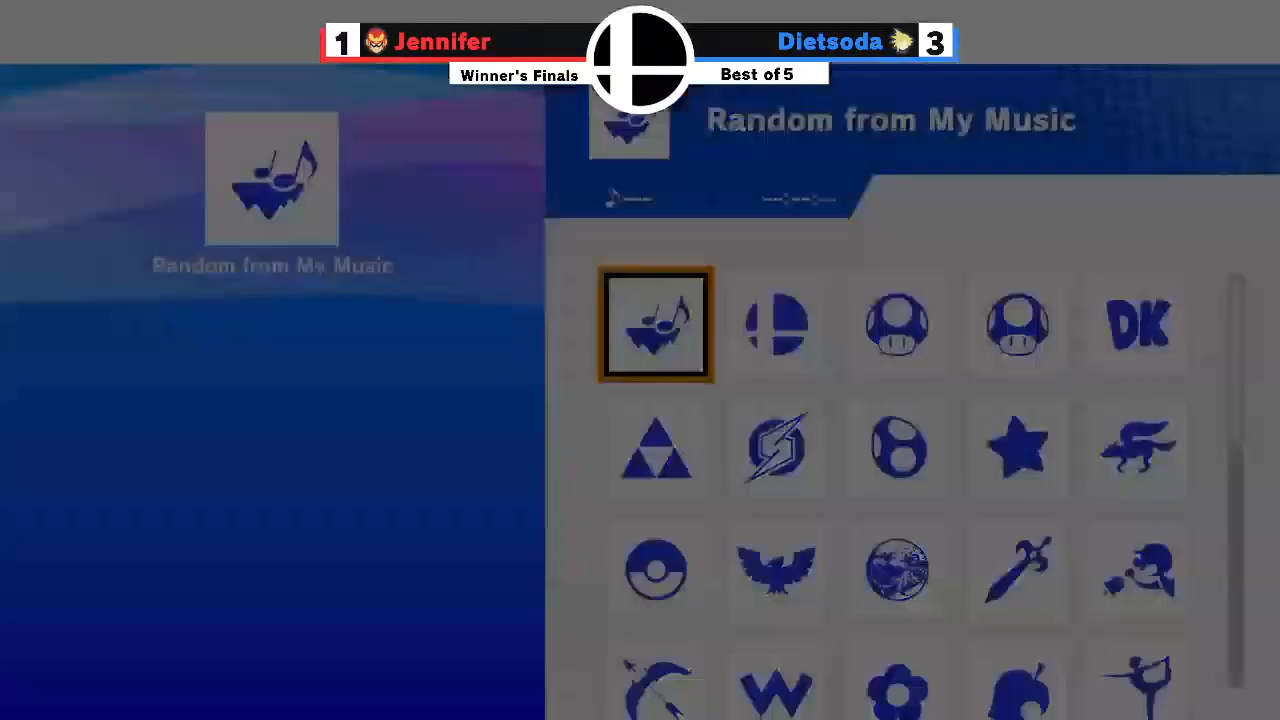 1 Jennifer
Dietsoda 3
Winner's Finals
Best of 5
Random from My Music
Random from My Music
DK